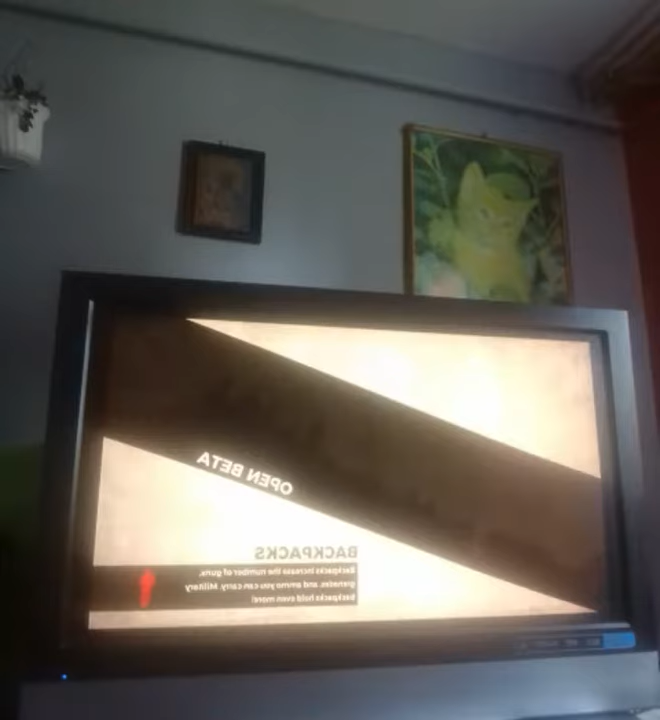 OPEN BETA
BACKPACKS
Backpacks increase the number of guns,
grenades, and ammo you can carry. Military
backpacks hold even more!